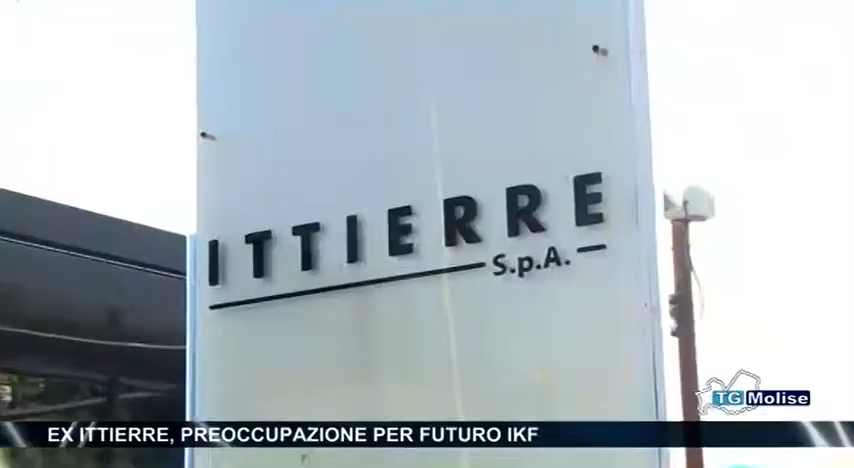 ITTIERRE
S.p.A.
TG Molise
EX ITTIERRE, PREOCCUPAZIONE PER FUTURO IKF